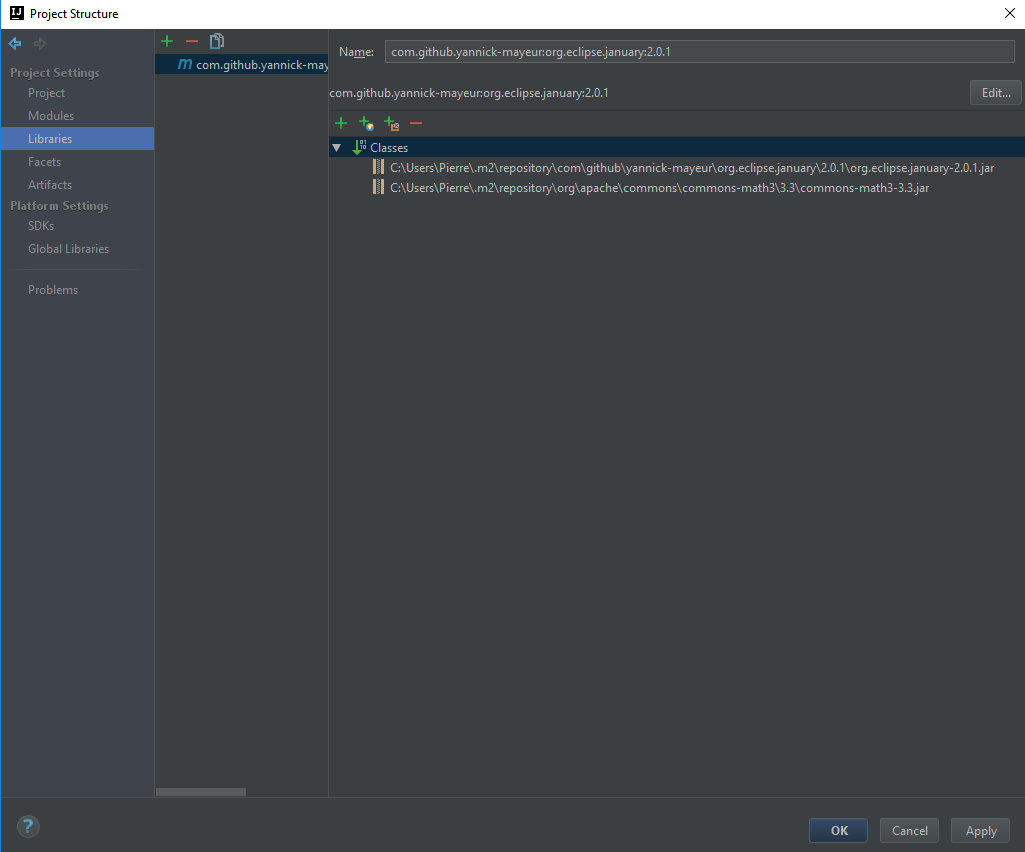 Project Structure
Project Settings
Project
Modules
Libraries
Facets
Artifacts
Platform Settings
SDKs
Global Libraries
Problems
com.github.yannick-may
Name: com.github.yannick-mayeur:org.eclipse.january:2.0.1
com.github.yannick-mayeur:org.eclipse.january:2.0.1 Edit...
Classes
C:\Users\Pierre\.m2\repository\com\github\yannick-mayeur\org.eclipse.january\2.0.1\org.eclipse.january-2.0.1.jar
C:\Users\Pierre\.m2\repository\org\apache\commons\commons-math3\3.3\commons-math3-3.3.jar
? OK Cancel Apply